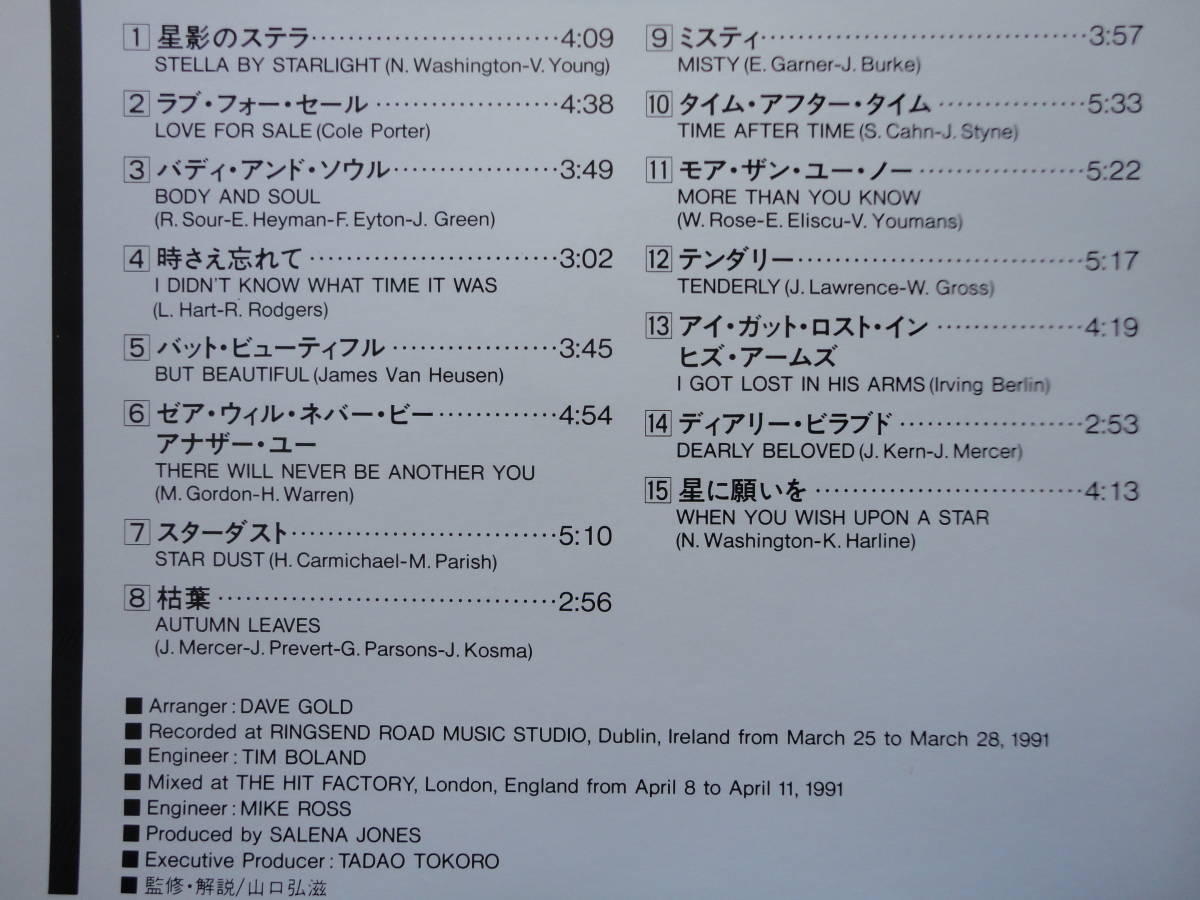 1 星影のステラ 4:09
STELLA BY STARLIGHT (N. Washington-V. Young)
2 ラブ・フォー・セール 4:38
LOVE FOR SALE (Cole Porter)
3 バディ・アンド・ソウル 3:49
BODY AND SOUL
(R. Sour-E. Heyman-F. Eyton-J. Green)
4 時さえ忘れて 3:02
I DIDN'T KNOW WHAT TIME IT WAS
(L. Hart-R. Rodgers)
5 バット・ビューティフル 3:45
BUT BEAUTIFUL (James Van Heusen)
6 ゼア・ウィル・ネバー・ビー 4:54
アナザー・ユー
THERE WILL NEVER BE ANOTHER YOU
(M. Gordon-H. Warren)
7 スターダスト 5:10
STAR DUST (H. Carmichael-M. Parish)
8 枯葉 2:56
AUTUMN LEAVES
(J. Mercer-J. Prevert-G. Parsons-J. Kosma)
9 ミスティ 3:57
MISTY (E. Garner-J. Burke)
10 タイム・アフター・タイム 5:33
TIME AFTER TIME (S. Cahn-J. Styne)
11 モア・ザン・ユー・ノー 5:22
MORE THAN YOU KNOW
(W. Rose-E. Eliscu-V. Youmans)
12 テンダリー 5:17
TENDERLY (J. Lawrence-W. Gross)
13 アイ・ガット・ロスト・イン 4:19
ヒズ・アームズ
I GOT LOST IN HIS ARMS (Irving Berlin)
14 ディアリー・ビラブド 2:53
DEARLY BELOVED (J. Kern-J. Mercer)
15 星に願いを 4:13
WHEN YOU WISH UPON A STAR
(N. Washington-K. Harline)
■ Arranger: DAVE GOLD
■ Recorded at RINGSEND ROAD MUSIC STUDIO, Dublin, Ireland from March 25 to March 28, 1991
■ Engineer: TIM BOLAND
■ Mixed at THE HIT FACTORY, London, England from April 8 to April 11, 1991
■ Engineer: MIKE ROSS
■ Produced by SALENA JONES
■ Executive Producer: TADAO TOKORO
■ 監修・解説/山口弘滋